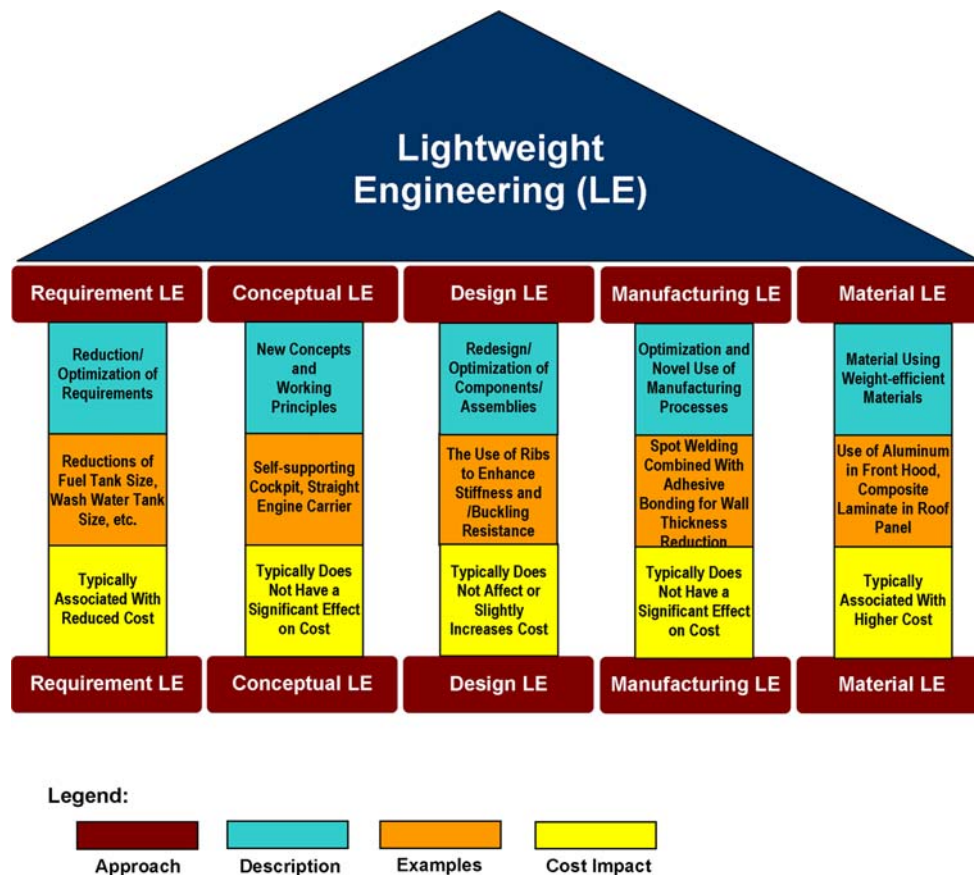 Lightweight
Engineering (LE)
Requirement LE
Conceptual LE
Design LE
Manufacturing LE
Material LE
Reduction/
Optimization of
Requirements
New Concepts
and
Working
Principles
Redesign/
Optimization of
Components/
Assemblies
Optimization and
Novel Use of
Manufacturing
Processes
Material Using
Weight-efficient
Materials
Reductions of
Fuel Tank Size,
Wash Water Tank
Size, etc.
Self-supporting
Cockpit, Straight
Engine Carrier
The Use of Ribs
to Enhance
Stiffness and
/Buckling
Resistance
Spot Welding
Combined With
Adhesive
Bonding for Wall
Thickness
Reduction
Use of Aluminum
in Front Hood,
Composite
Laminate in Roof
Panel
Typically
Associated With
Reduced Cost
Typically Does
Not Have a
Significant Effect
on Cost
Typically Does
Not Affect or
Slightly
Increases Cost
Typically Does
Not Have a
Significant Effect
on Cost
Typically
Associated With
Higher Cost
Requirement LE
Conceptual LE
Design LE
Manufacturing LE
Material LE
Legend:
Approach
Description
Examples
Cost Impact